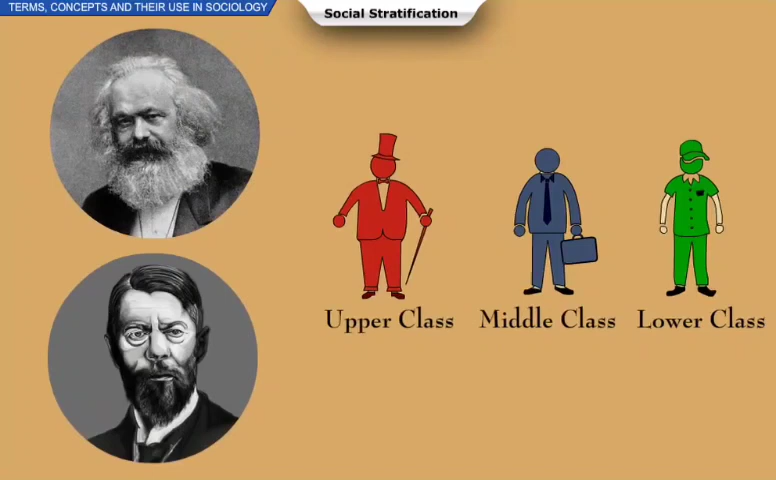 TERMS, CONCEPTS AND THEIR USE IN SOCIOLOGY
Social Stratification
Upper Class
Middle Class
Lower Class